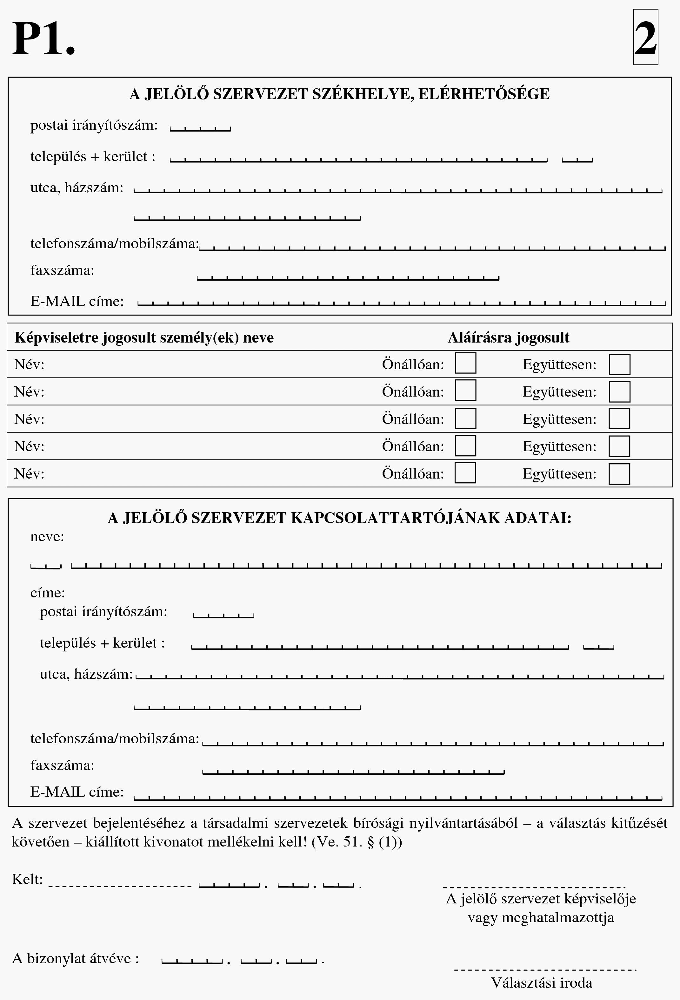 P1.
2
A JELÖLŐ SZERVEZET SZÉKHELYE, ELÉRHETŐSÉGE
postai irányítószám:
település + kerület :
utca, házszám:
telefonszáma/mobilszáma:
faxszáma:
E-MAIL címe:
Képviseletre jogosult személy(ek) neve Aláírásra jogosult
Név: Önállóan: Együttesen:
Név: Önállóan: Együttesen:
Név: Önállóan: Együttesen:
Név: Önállóan: Együttesen:
Név: Önállóan: Együttesen:
A JELÖLŐ SZERVEZET KAPCSOLATTARTÓJÁNAK ADATAI:
neve:
címe:
postai irányítószám:
település + kerület :
utca, házszám:
telefonszáma/mobilszáma:
faxszáma:
E-MAIL címe:
A szervezet bejelentéséhez a társadalmi szervezetek bírósági nyilvántartásából – a választás kitűzését
követően – kiállított kivonatot mellékelni kell! (Ve. 51. § (1))
Kelt: . . .
A jelölő szervezet képviselője
vagy meghatalmazottja
A bizonylat átvéve : . . .
Választási iroda